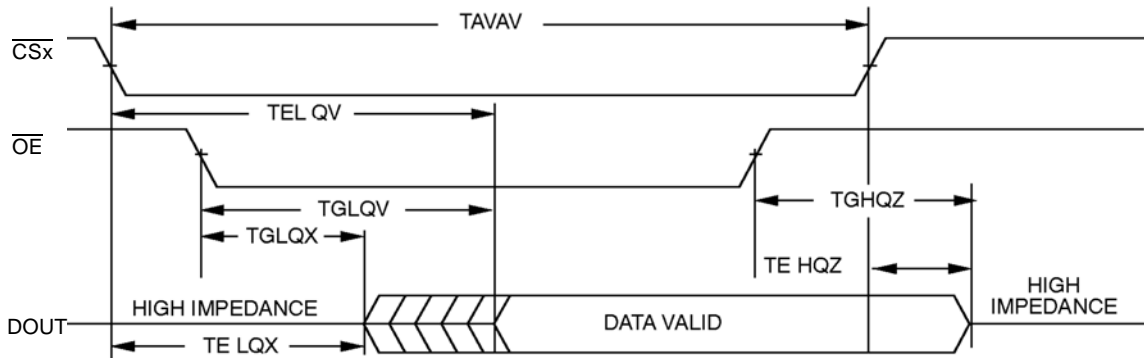 TAVAV
CSx
TEL QV
OE
TGLQV
TGHQZ
TGLQX
TE HQZ
HIGH IMPEDANCE
HIGH
IMPEDANCE
DOUT
DATA VALID
TE LQX